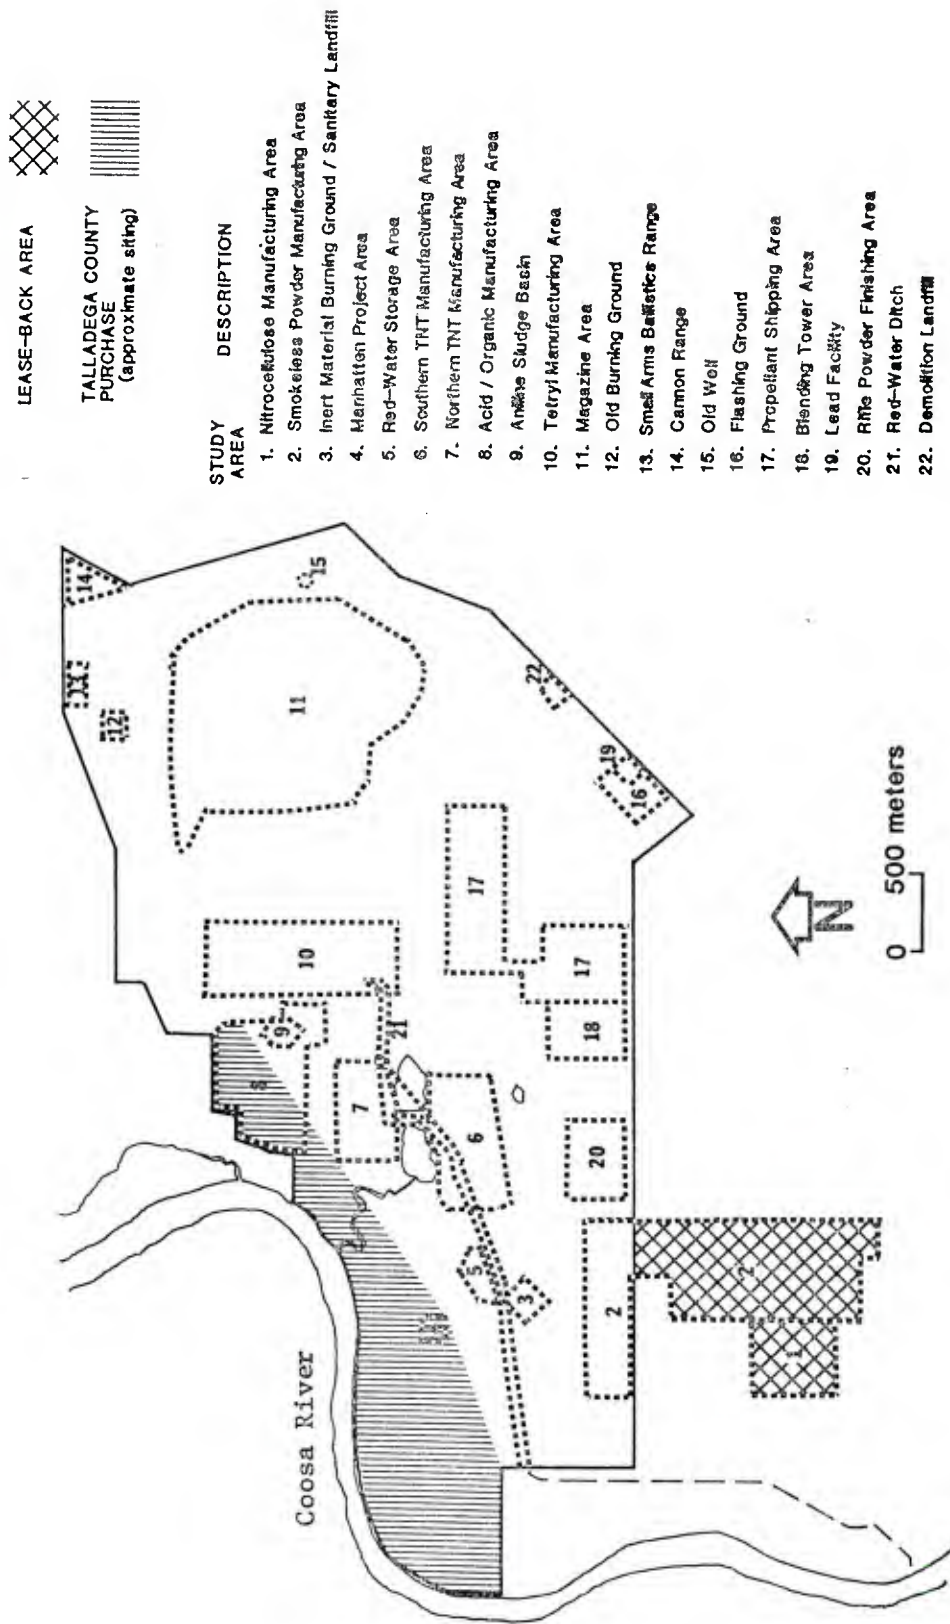 LEASE-BACK AREA
TALLADEGA COUNTY
PURCHASE
(approximate siting)
STUDY
AREA
DESCRIPTION
1. Nitrocellulose Manufacturing Area
2. Smokeless Powder Manufacturing Area
3. Inert Material Burning Ground / Sanitary Landfill
4. Manhattan Project Area
5. Red-Water Storage Area
6. Southern TNT Manufacturing Area
7. Northern TNT Manufacturing Area
8. Acid / Organic Manufacturing Area
9. Aniline Sludge Basin
10. Tetryl Manufacturing Area
11. Magazine Area
12. Old Burning Ground
13. Small Arms Ballistics Range
14. Cannon Range
15. Old Well
16. Flashing Ground
17. Propellant Shipping Area
18. Blending Tower Area
19. Lead Facility
20. Rifle Powder Finishing Area
21. Red-Water Ditch
22. Demolition Landfill
14
13
12
15
11
22
19
16
10
17
17
18
9
8
21
7
6
20
5
3
2
2
1
Coosa River
N
0 500 meters